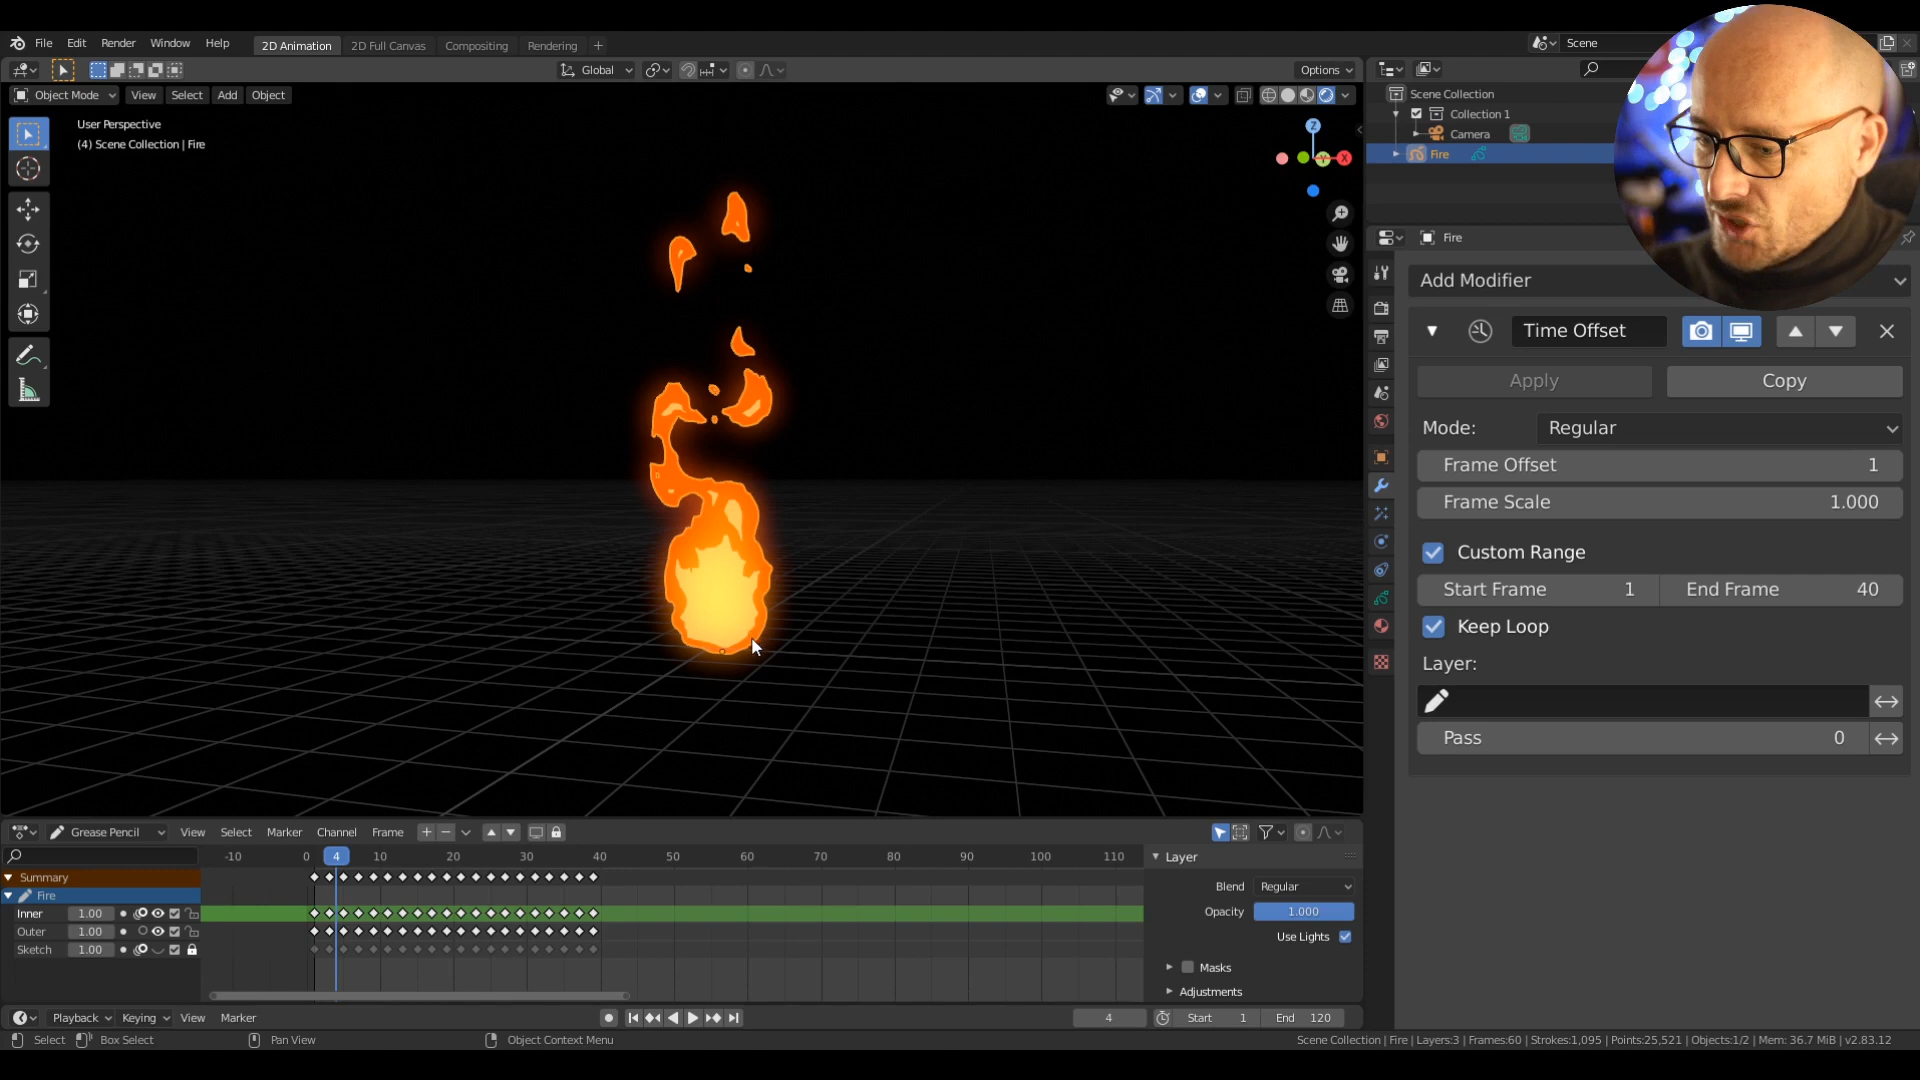 File Edit Render Window Help 2D Animation 2D Full Canvas Compositing Rendering + Scene
Global Options
Object Mode View Select Add Object
User Perspective
(4) Scene Collection | Fire
Z
Y X
Scene Collection
Collection 1
Camera
Fire
Fire
Add Modifier
Time Offset
Apply Copy
Mode: Regular
Frame Offset 1
Frame Scale 1.000
Custom Range
Start Frame 1 End Frame 40
Keep Loop
Layer:
Pass 0
Grease Pencil View Select Marker Channel Frame
-10 0 4 10 20 30 40 50 60 70 80 90 100 110
Summary
Fire
Inner 1.00
Outer 1.00
Sketch 1.00
Layer
Blend Regular
Opacity 1.000
Use Lights
Masks
Adjustments
Playback Keying View Marker 4 Start 1 End 120
Select Box Select Pan View Object Context Menu Scene Collection | Fire | Layers:3 | Frames:60 | Strokes:1,095 | Points:25,521 | Objects:1/2 | Mem: 36.7 MiB | v2.83.12